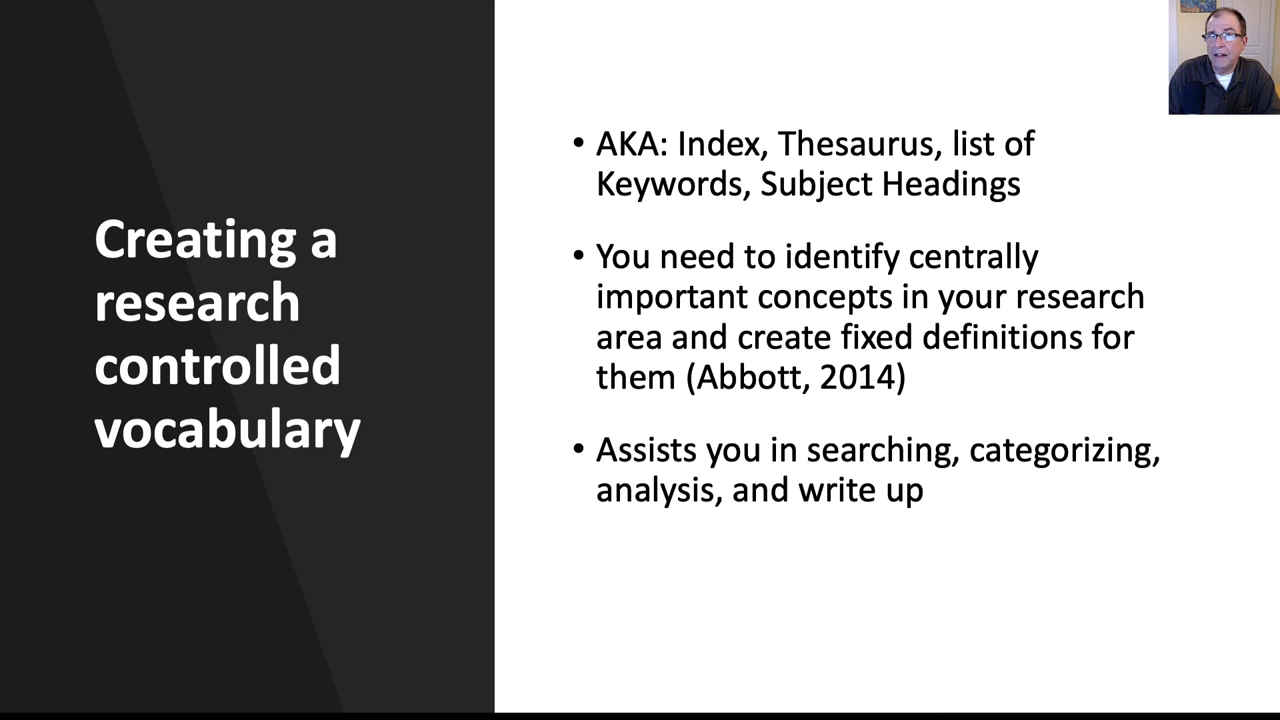 Creating a
research
controlled
vocabulary
• AKA: Index, Thesaurus, list of
Keywords, Subject Headings
• You need to identify centrally
important concepts in your research
area and create fixed definitions for
them (Abbott, 2014)
• Assists you in searching, categorizing,
analysis, and write up